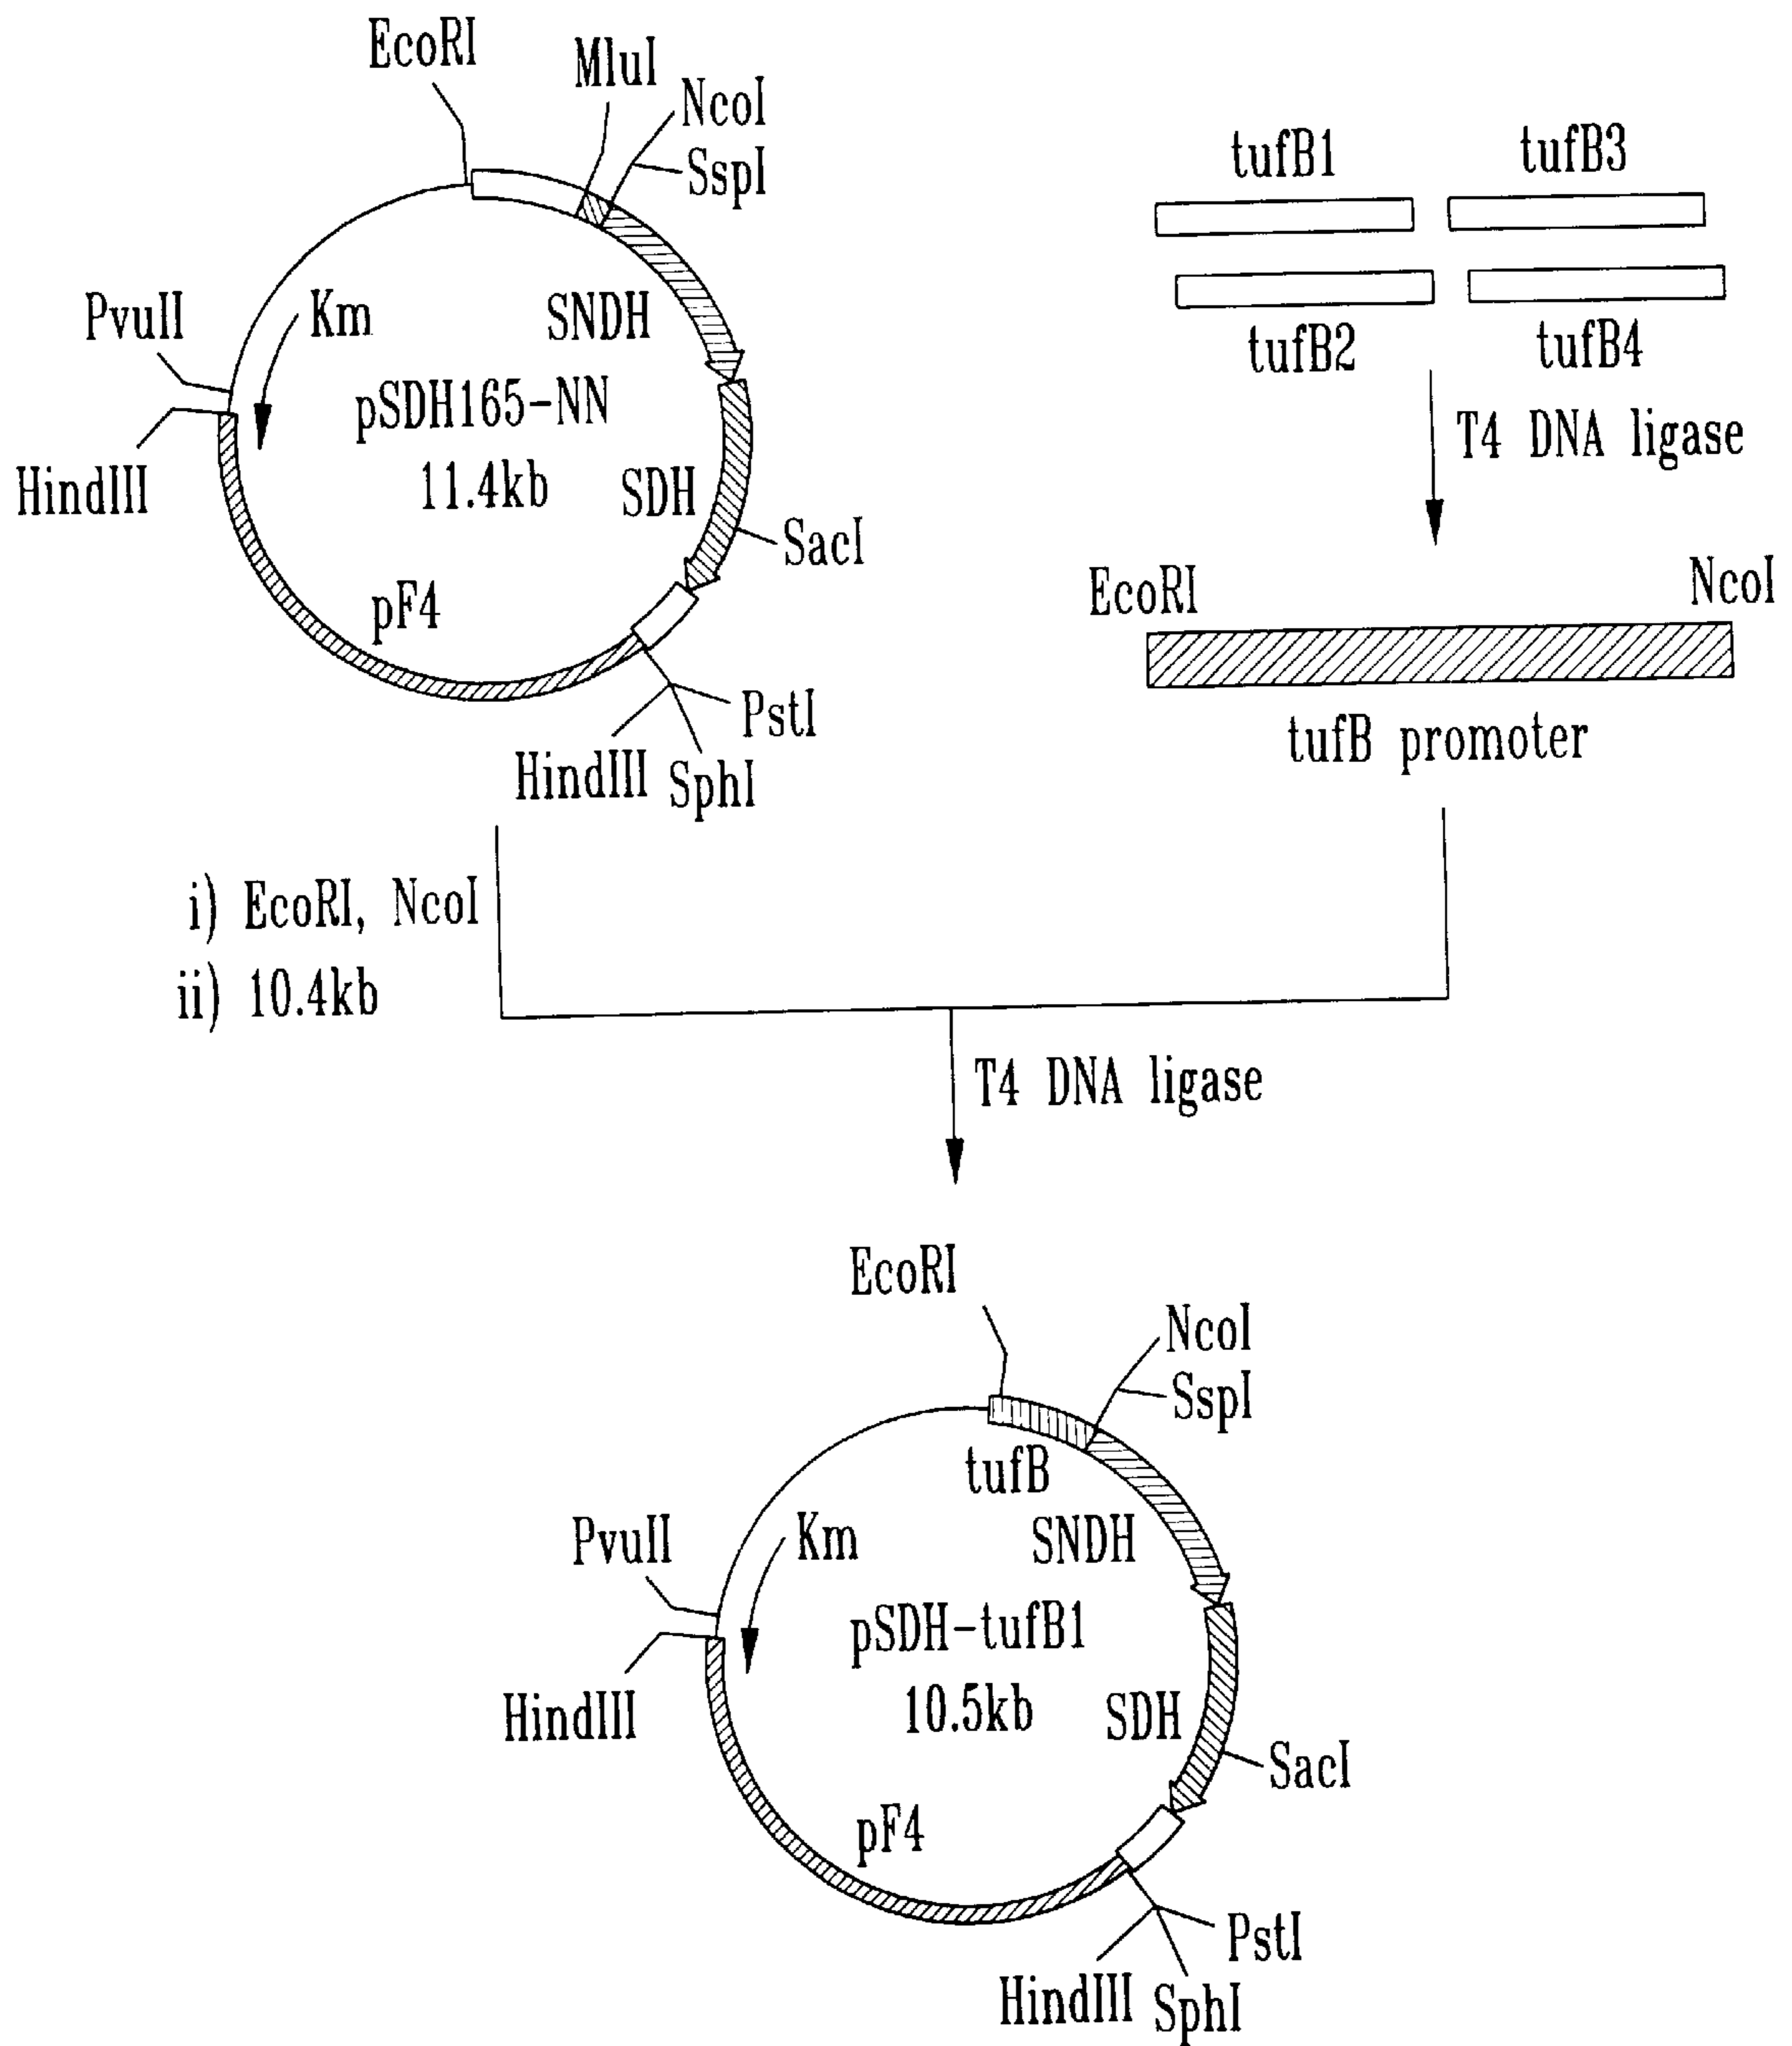 EcoRI
MluI
NcoI
SspI
PvuII
Km
SNDH
HindIII
pSDH165-NN
11.4kb
SDH
SacI
pF4
PstI
HindIII
SphI
tufB1
tufB3
tufB2
tufB4
T4 DNA ligase
EcoRI
NcoI
tufB promoter
i) EcoRI, NcoI
ii) 10.4kb
T4 DNA ligase
EcoRI
NcoI
SspI
tufB
PvuII
Km
SNDH
HindIII
pSDH-tufB1
10.5kb
SDH
SacI
pF4
PstI
HindIII
SphI